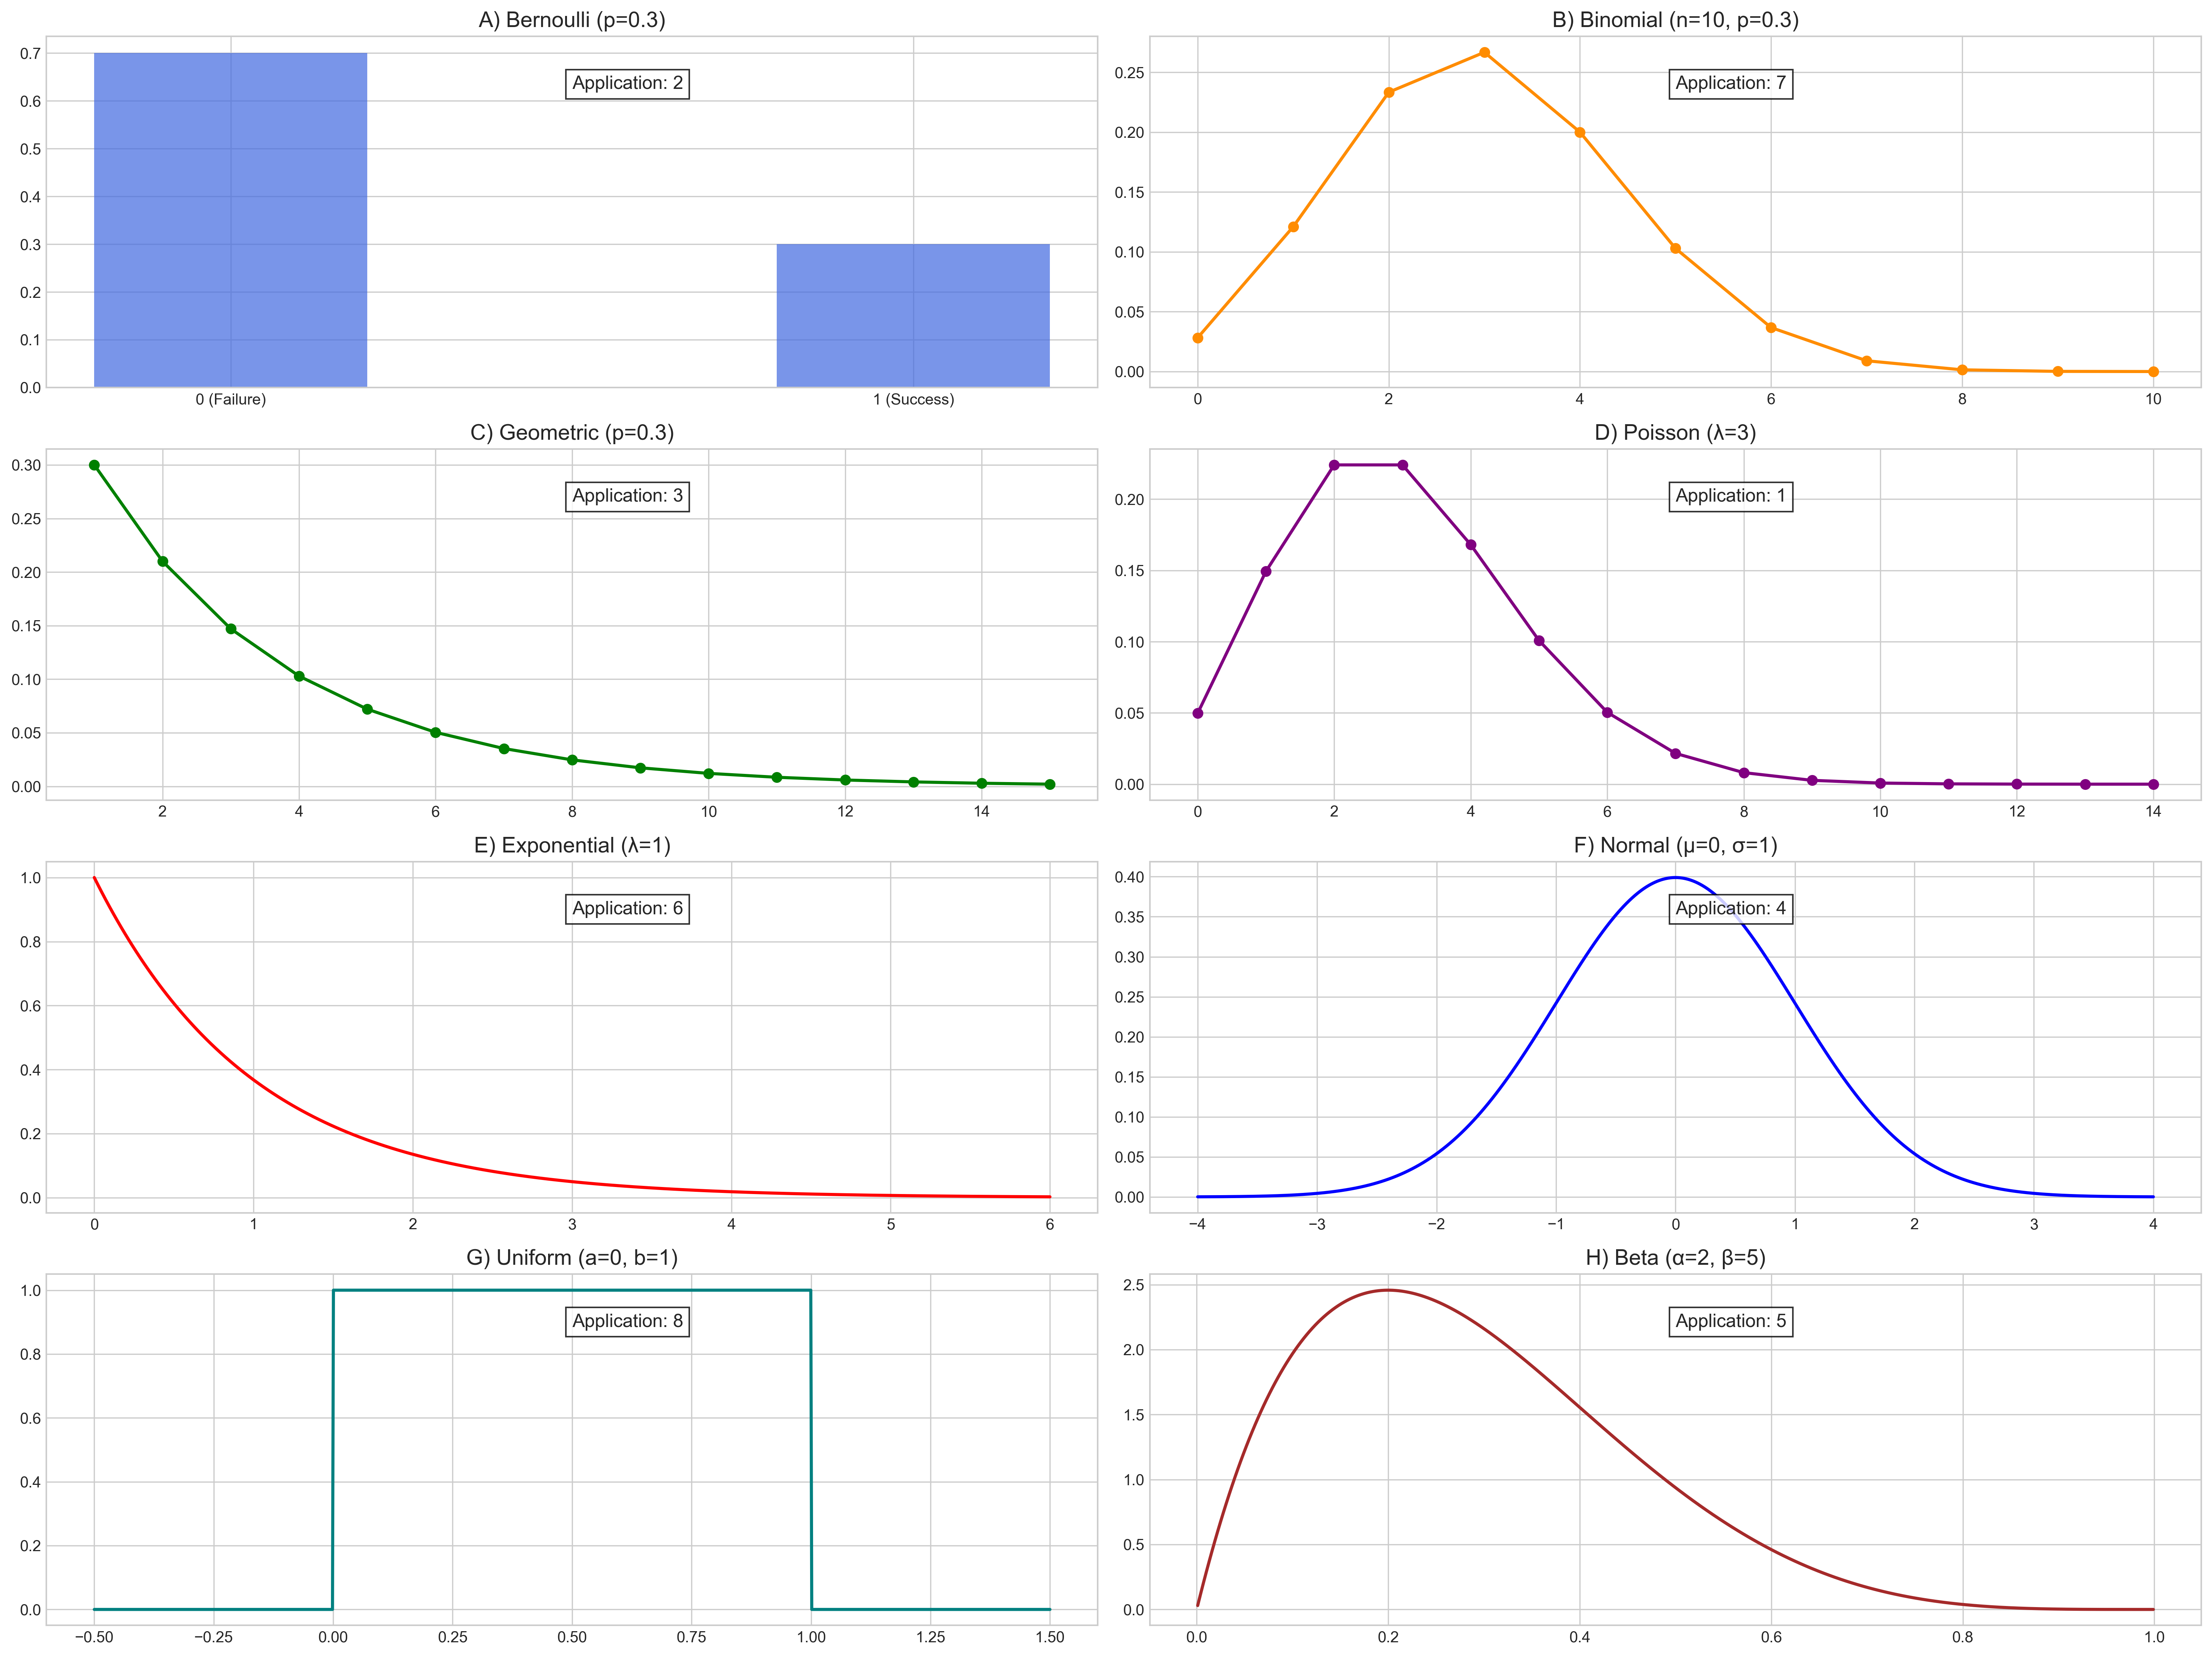 A) Bernoulli (p=0.3)
0.7
0.6
0.5
0.4
0.3
0.2
0.1
0.0
Application: 2
0 (Failure) 1 (Success)
B) Binomial (n=10, p=0.3)
0.25
0.20
0.15
0.10
0.05
0.00
Application: 7
0 2 4 6 8 10
C) Geometric (p=0.3)
0.30
0.25
0.20
0.15
0.10
0.05
0.00
Application: 3
2 4 6 8 10 12 14
D) Poisson (λ=3)
0.20
0.15
0.10
0.05
0.00
Application: 1
0 2 4 6 8 10 12 14
E) Exponential (λ=1)
1.0
0.8
0.6
0.4
0.2
0.0
Application: 6
0 1 2 3 4 5 6
F) Normal (μ=0, σ=1)
0.40
0.35
0.30
0.25
0.20
0.15
0.10
0.05
0.00
Application: 4
−4 −3 −2 −1 0 1 2 3 4
G) Uniform (a=0, b=1)
1.0
0.8
0.6
0.4
0.2
0.0
Application: 8
−0.50 −0.25 0.00 0.25 0.50 0.75 1.00 1.25 1.50
H) Beta (α=2, β=5)
2.5
2.0
1.5
1.0
0.5
0.0
Application: 5
0.0 0.2 0.4 0.6 0.8 1.0